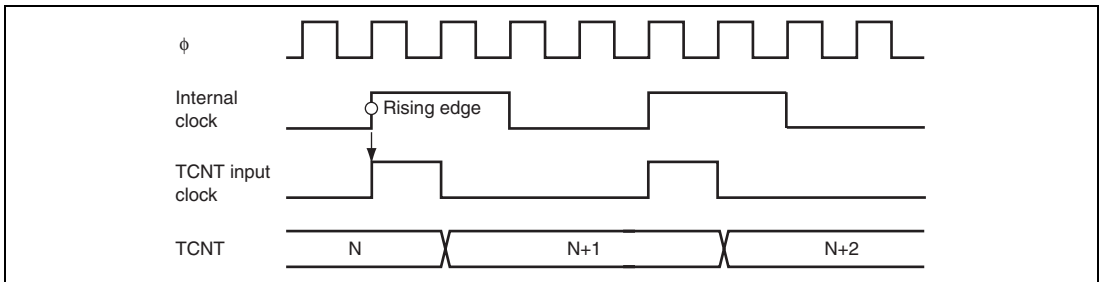 ϕ
Internal
clock
Rising edge
TCNT input
clock
TCNT
N
N+1
N+2